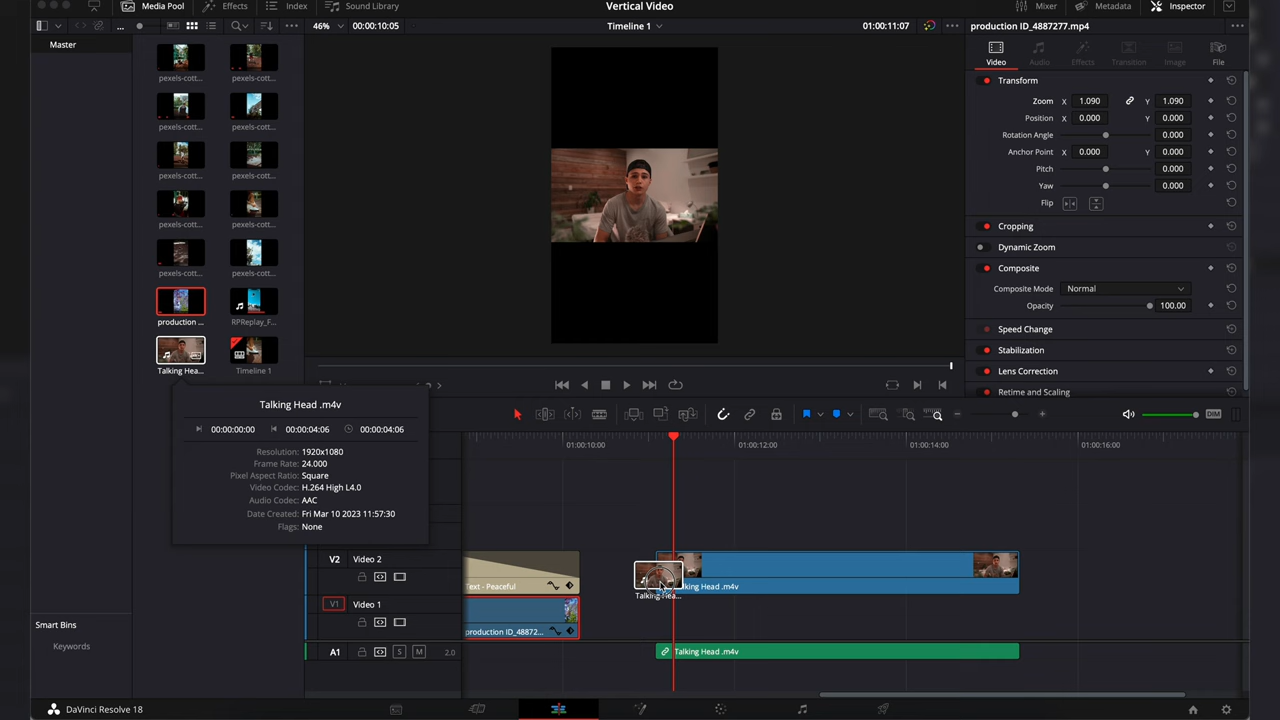 Media Pool
Effects
Index
Sound Library
Vertical Video
Mixer
Metadata
Inspector
46%
00:00:10:05
Timeline 1
01:00:11:07
production ID_4887277.mp4
Master
pexels-cott...
pexels-cott...
pexels-cott...
pexels-cott...
pexels-cott...
pexels-cott...
pexels-cott...
pexels-cott...
pexels-cott...
pexels-cott...
production ...
RPReplay_F...
Talking Hea...
Timeline 1
Video
Audio
Effects
Transition
Image
File
Transform
Zoom X 1.090 Y 1.090
Position X 0.000 Y 0.000
Rotation Angle 0.000
Anchor Point X 0.000 Y 0.000
Pitch 0.000
Yaw 0.000
Flip
Cropping
Dynamic Zoom
Composite
Composite Mode Normal
Opacity 100.00
Speed Change
Stabilization
Lens Correction
Retime and Scaling
Talking Head .m4v
00:00:00:00 00:00:04:06 00:00:04:06
Resolution: 1920x1080
Frame Rate: 24.000
Pixel Aspect Ratio: Square
Video Codec: H.264 High L4.0
Audio Codec: AAC
Date Created: Fri Mar 10 2023 11:57:30
Flags: None
DIM
01:00:10:00
01:00:12:00
01:00:14:00
01:00:16:00
V2 Video 2
Text - Peaceful
Talking Head .m4v
Talking Hea...
V1 Video 1
production ID_48872...
A1 S M 2.0
Talking Head .m4v
Smart Bins
Keywords
DaVinci Resolve 18